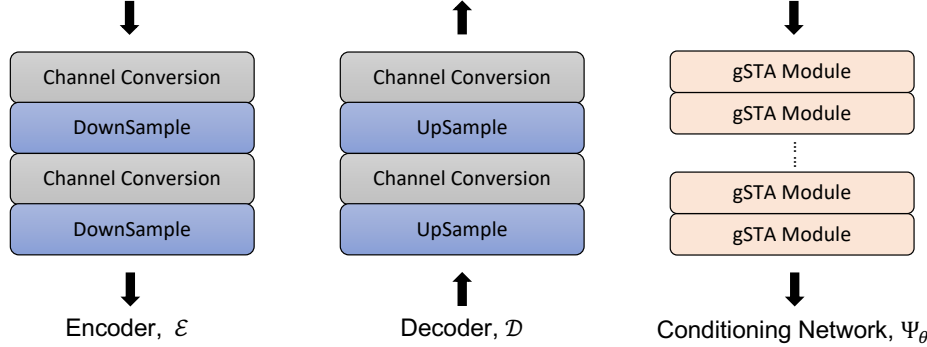 Channel Conversion
DownSample
Channel Conversion
DownSample
Encoder, ℰ
Channel Conversion
UpSample
Channel Conversion
UpSample
Decoder, 𝒟
gSTA Module
gSTA Module
gSTA Module
gSTA Module
Conditioning Network, Ψθ